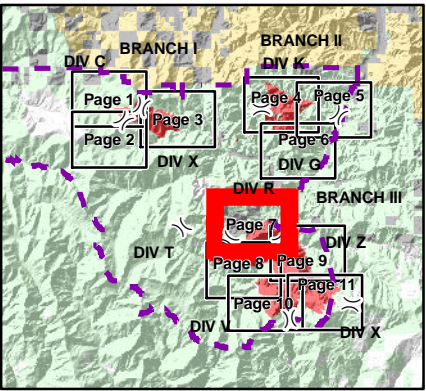 BRANCH I
BRANCH II
DIV C
DIV K
Page 1
Page 4
Page 5
Page 3
Page 2
Page 6
DIV X
DIV G
DIV R
BRANCH III
Page 7
DIV T
DIV Z
Page 8
Page 9
Page 11
Page 10
DIV V
DIV X